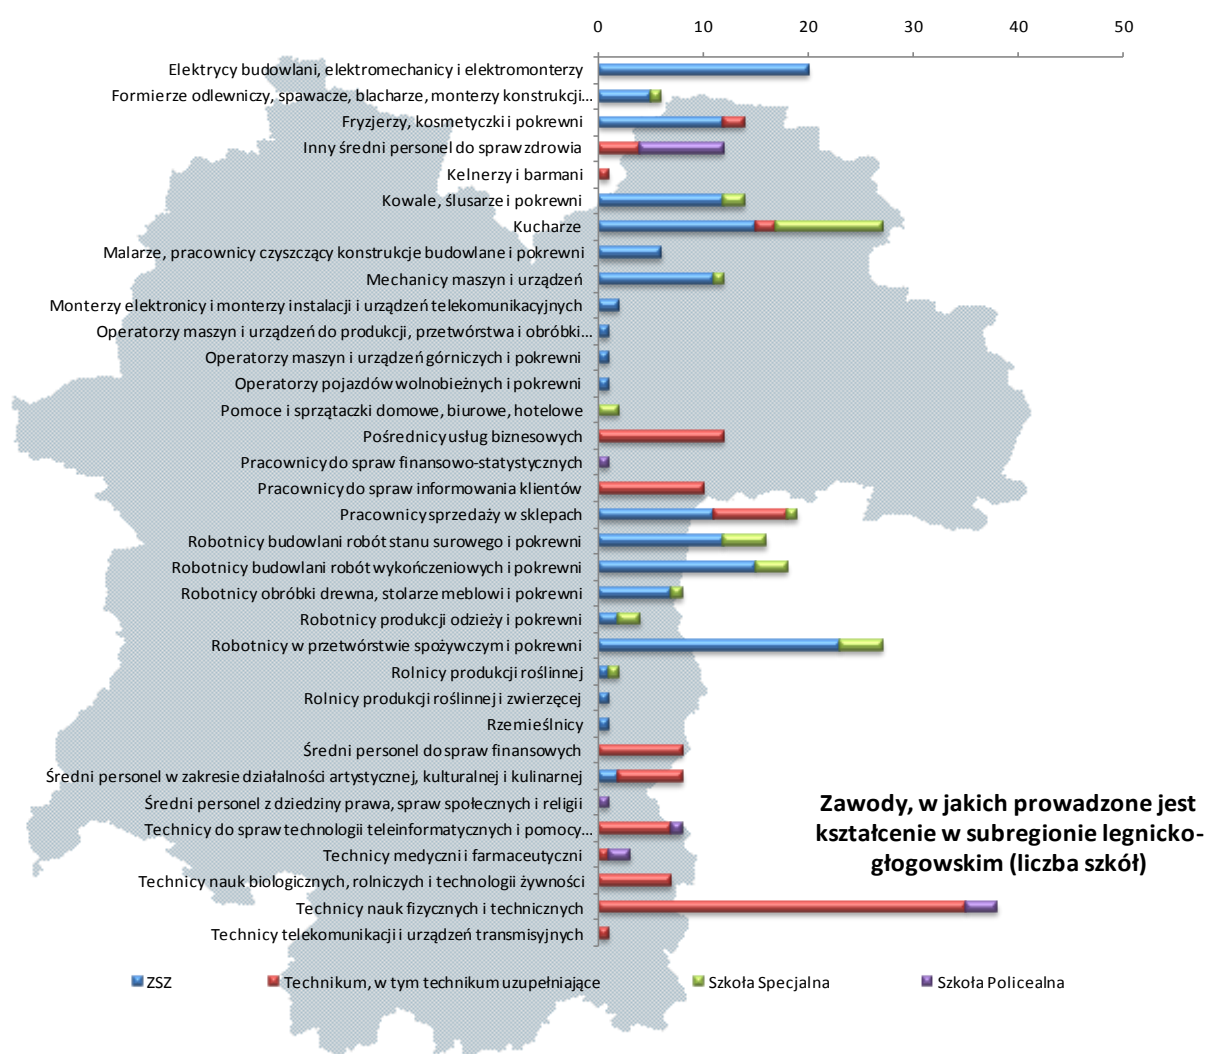 0 10 20 30 40 50
Elektrycy budowlani, elektromechanicy i elektromonterzy
Formierze odlewniczy, spawacze, blacharze, monterzy konstrukcji…
Fryzjerzy, kosmetyczki i pokrewni
Inny średni personel do spraw zdrowia
Kelnerzy i barmani
Kowale, ślusarze i pokrewni
Kucharze
Malarze, pracownicy czyszczący konstrukcje budowlane i pokrewni
Mechanicy maszyn i urządzeń
Monterzy elektronicy i monterzy instalacji i urządzeń telekomunikacyjnych
Operatorzy maszyn i urządzeń do produkcji, przetwórstwa i obróbki…
Operatorzy maszyn i urządzeń górniczych i pokrewni
Operatorzy pojazdów wolnobieżnych i pokrewni
Pomoce i sprzątaczki domowe, biurowe, hotelowe
Pośrednicy usług biznesowych
Pracownicy do spraw finansowo-statystycznych
Pracownicy do spraw informowania klientów
Pracownicy sprzedaży w sklepach
Robotnicy budowlani robót stanu surowego i pokrewni
Robotnicy budowlani robót wykończeniowych i pokrewni
Robotnicy obróbki drewna, stolarze meblowi i pokrewni
Robotnicy produkcji odzieży i pokrewni
Robotnicy w przetwórstwie spożywczym i pokrewni
Rolnicy produkcji roślinnej
Rolnicy produkcji roślinnej i zwierzęcej
Rzemieślnicy
Średni personel do spraw finansowych
Średni personel w zakresie działalności artystycznej, kulturalnej i kulinarnej
Średni personel z dziedziny prawa, spraw społecznych i religii
Technicy do spraw technologii teleinformatycznych i pomocy…
Technicy medyczni i farmaceutyczni
Technicy nauk biologicznych, rolniczych i technologii żywności
Technicy nauk fizycznych i technicznych
Technicy telekomunikacji i urządzeń transmisyjnych
Zawody, w jakich prowadzone jest
kształcenie w subregionie legnicko-
głogowskim (liczba szkół)
ZSZ Technikum, w tym technikum uzupełniające Szkoła Specjalna Szkoła Policealna